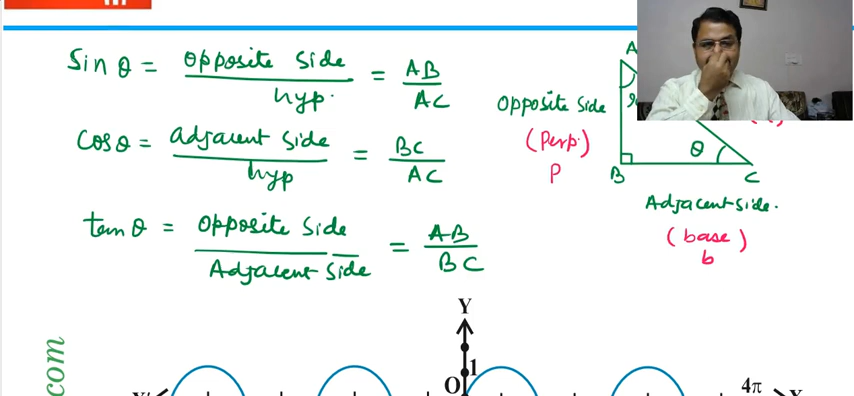 Sin θ = Opposite Side / hyp. = AB / AC
Cos θ = adjacent Side / hyp = BC / AC
tan θ = Opposite Side / Adjacent Side = AB / BC
A
Opposite Side
(Perp.)
P
θ
B
C
Adjacent Side.
(base)
b
Y
1
O
4π
X
X'
com